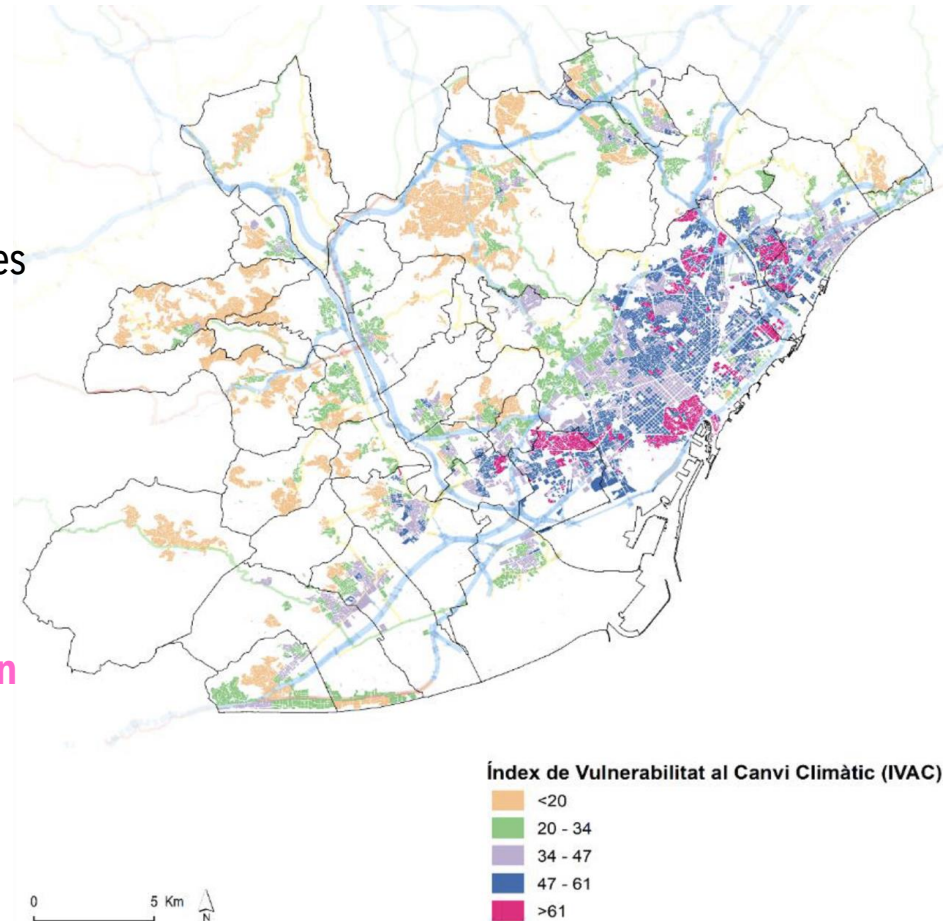 es
n
Índex de Vulnerabilitat al Canvi Climàtic (IVAC)
<20
20 - 34
34 - 47
47 - 61
>61
0 5 Km
N